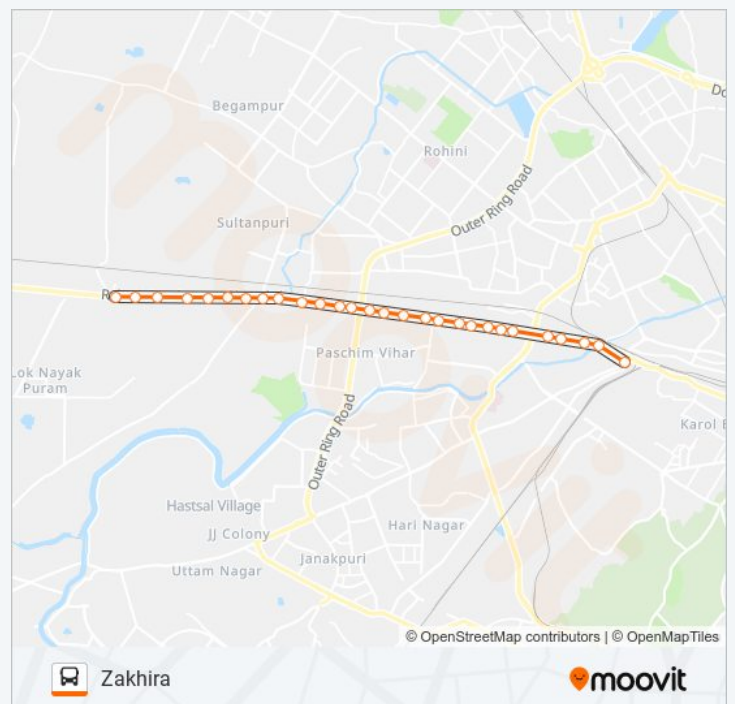 Do
Begampur
Rohini
Outer Ring Road
Sultanpuri
R
Paschim Vihar
Lok Nayak
Puram
Outer Ring Road
Karol B
Hastsal Village
Hari Nagar
JJ Colony
Janakpuri
Uttam Nagar
© OpenStreetMap contributors | © OpenMapTiles
Zakhira
moovit